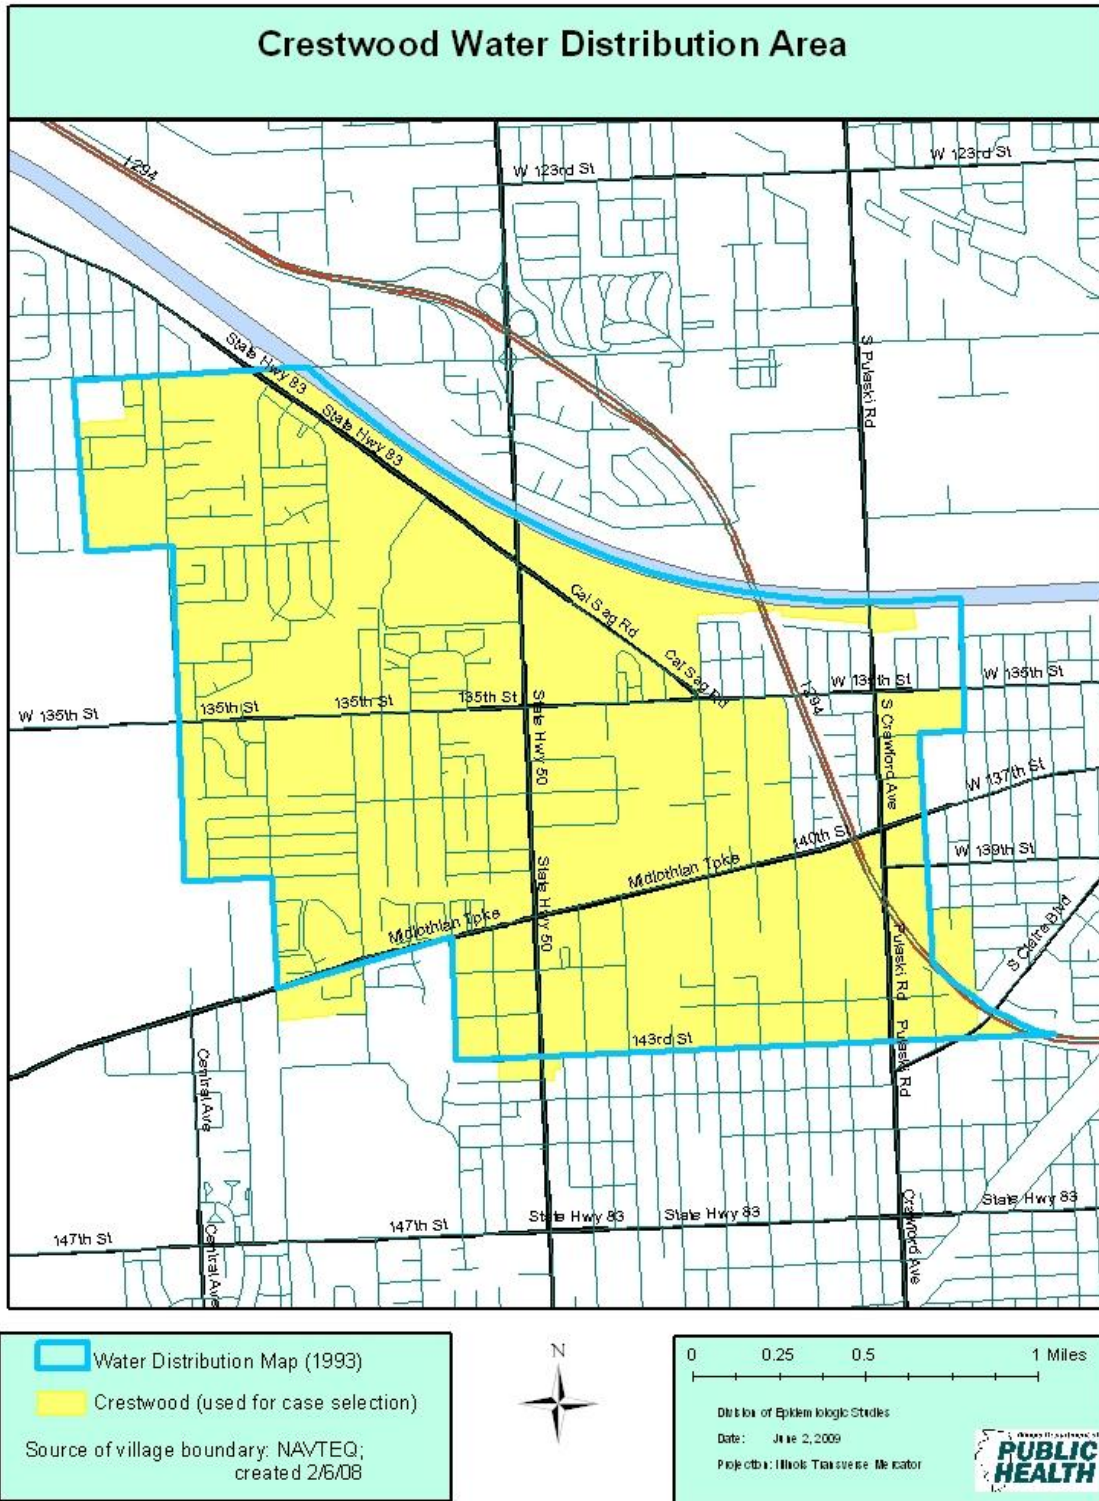 Crestwood Water Distribution Area
I 294
W 123rd St
W 123rd St
S Pulaski Rd
State Hwy 83
State Hwy 83
Cal Sag Rd
Cal Sag Rd
W 135th St
135th St
135th St
135th St
W 135th St
W 135th St
I 294
State Hwy 50
S Crawford Ave
W 137th St
140th St
W 139th St
Midlothian Tpke
Midlothian Tpke
State Hwy 50
S Claire Blvd
Pulaski Rd
Pulaski Rd
143rd St
Central Ave
Central Ave
147th St
147th St
State Hwy 83
State Hwy 83
State Hwy 83
Crawford Ave
Water Distribution Map (1993)
Crestwood (used for case selection)
Source of village boundary: NAVTEQ;
created 2/6/08
N
0 0.25 0.5 1 Miles
Division of Epidemiologic Studies
Date: June 2, 2009
Projection: Illinois Transverse Mercator
PUBLIC
HEALTH